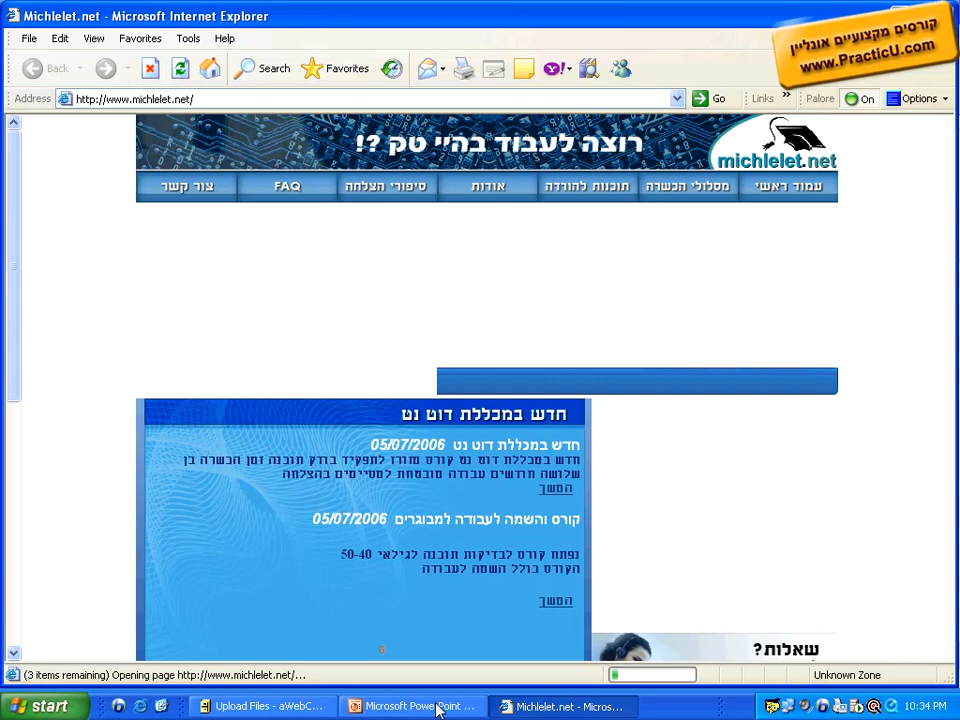 Michlelet.net - Microsoft Internet Explorer
File Edit View Favorites Tools Help
קורסים מקצועיים אונליין
www.PracticU.com
Back Search Favorites
Address http://www.michlelet.net/ Go Links » Palore On Options
רוצה לעבוד בהיי טק ?!
michlelet.net
עמוד ראשי מסלולי הכשרה תוכנות להורדה אודות סיפורי הצלחה FAQ צור קשר
חדש במכללת דוט נט
חדש במכללת דוט נט 05/07/2006
חדש במכללת דוט נט קורס מזורז לתפקיד בודק תוכנה זמן הכשרה בן
שלושה חודשים עבודה מובטחת למסיימים בהצלחה
המשך
קורס והשמה לעבודה למבוגרים 05/07/2006
נפתח קורס לבדיקות תוכנה לגילאי 50-40
הקורס כולל השמה לעבודה
המשך
שאלות?
(3 items remaining) Opening page http://www.michlelet.net/... Unknown Zone
start Upload Files - aWebC... Microsoft PowerPoint ... Michlelet.net - Micros... 10:34 PM